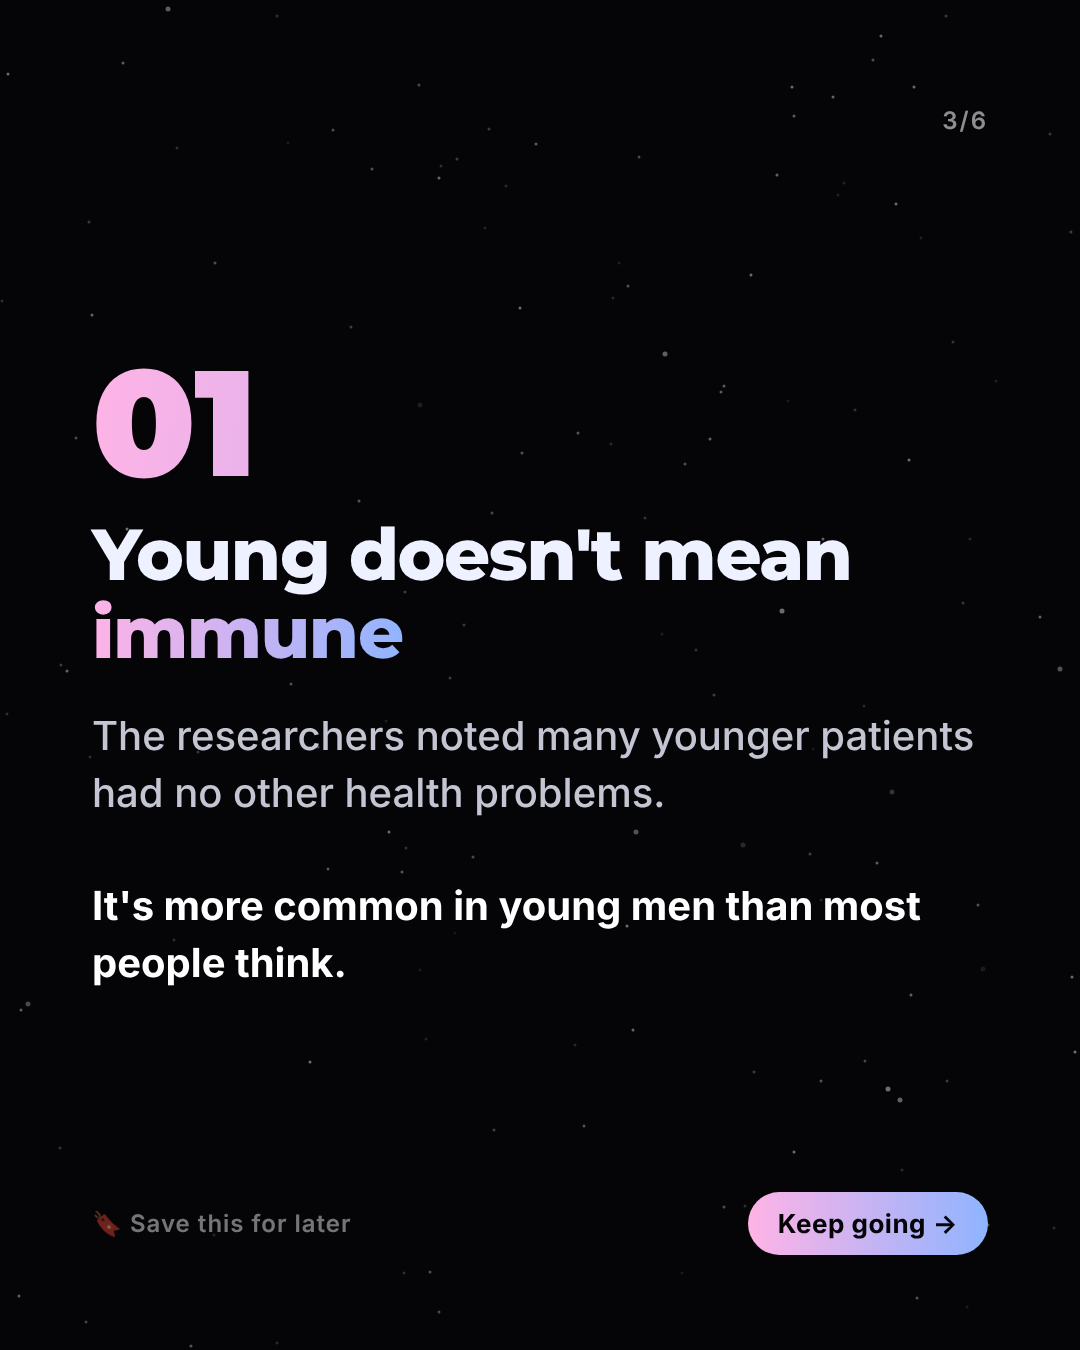 3/6
01
Young doesn't mean
immune
The researchers noted many younger patients
had no other health problems.
It's more common in young men than most
people think.
🔖 Save this for later
Keep going →